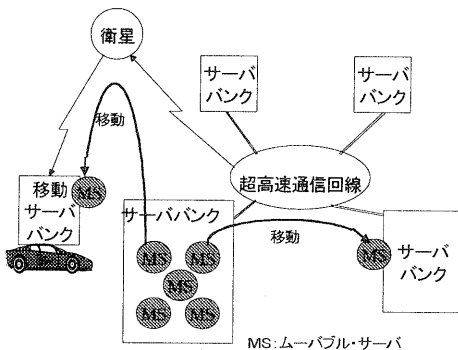 衛星
サーバ
バンク
サーバ
バンク
移動
超高速通信回線
移動
サーバ
バンク
MS
サーババンク
移動
MS
MS
MS
MS
MS
MS
サーバ
バンク
MS:ムーバブル・サーバ